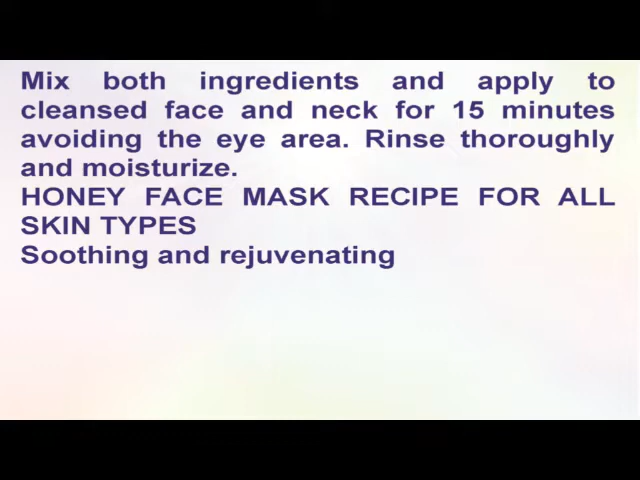 Mix both ingredients and apply to
cleansed face and neck for 15 minutes
avoiding the eye area. Rinse thoroughly
and moisturize.
HONEY FACE MASK RECIPE FOR ALL
SKIN TYPES
Soothing and rejuvenating